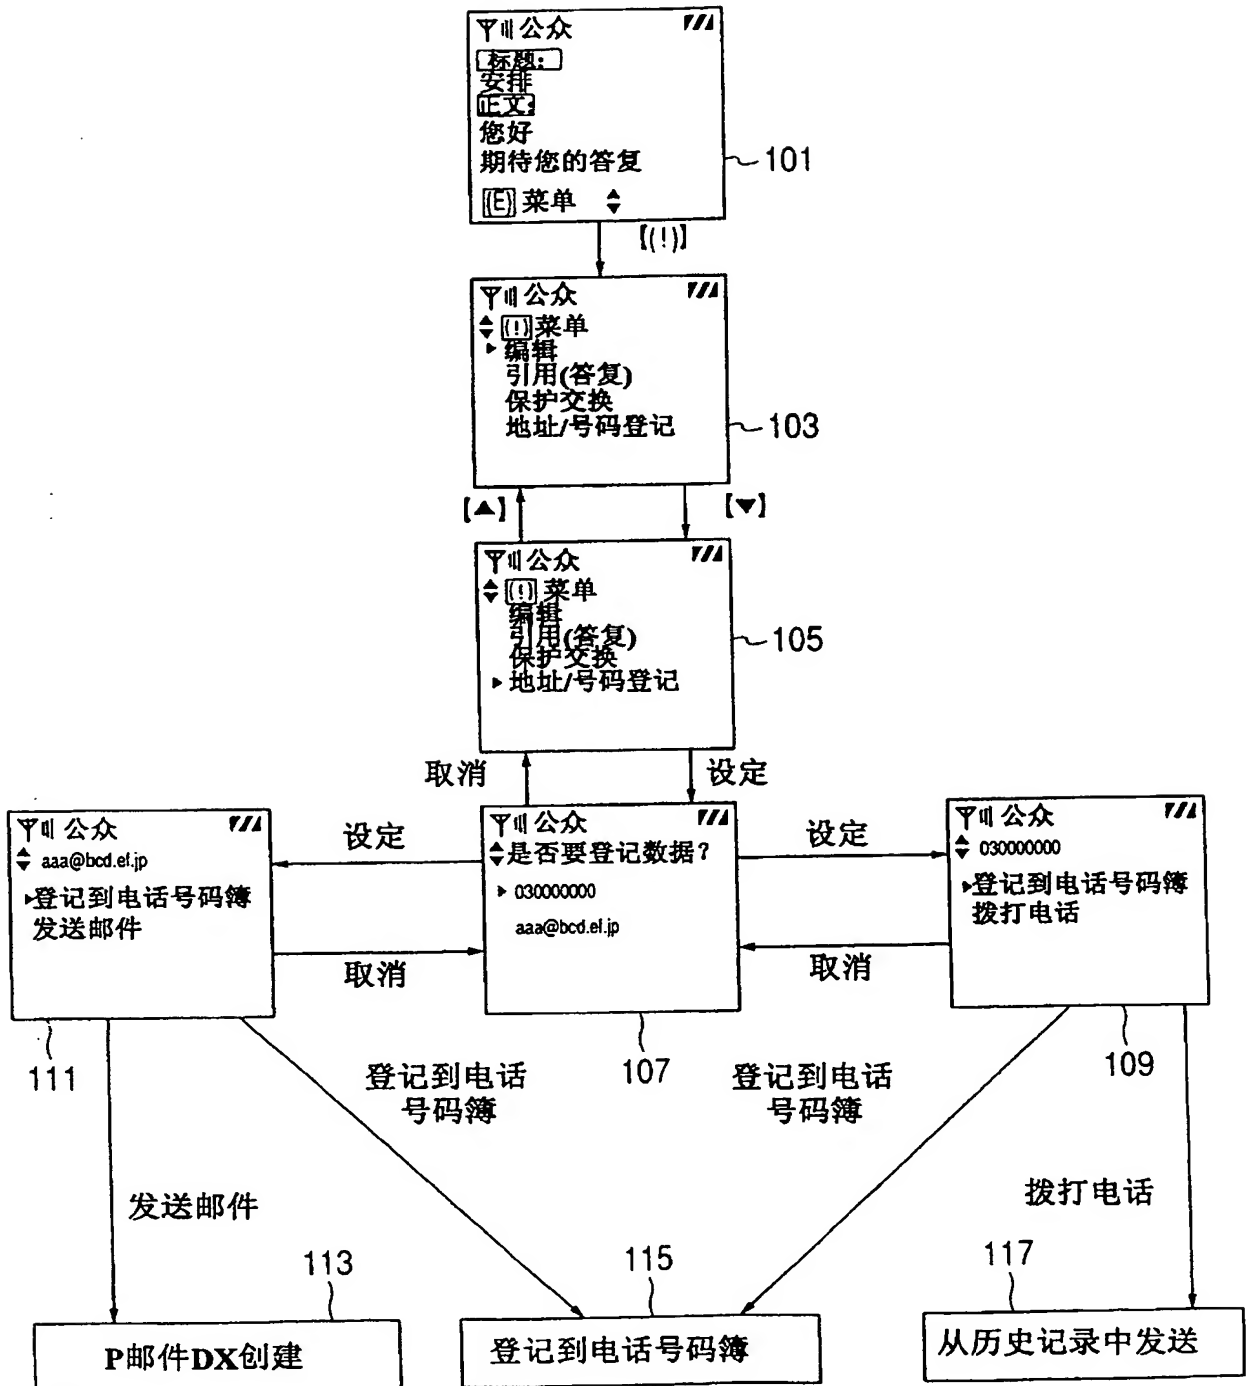 公众
标题:
安排
正文:
您好
期待您的答复
(E) 菜单
101
【(!)】
公众
(!) 菜单
编辑
引用(答复)
保护交换
地址/号码登记
103
【▲】
【▼】
公众
(!) 菜单
编辑
引用(答复)
保护交换
地址/号码登记
105
取消
设定
公众
aaa@bcd.ef.jp
登记到电话号码簿
发送邮件
111
设定
取消
公众
是否要登记数据?
030000000
aaa@bcd.ef.jp
107
设定
取消
公众
030000000
登记到电话号码簿
拨打电话
109
登记到电话
号码簿
登记到电话
号码簿
发送邮件
拨打电话
113
P邮件DX创建
115
登记到电话号码簿
117
从历史记录中发送